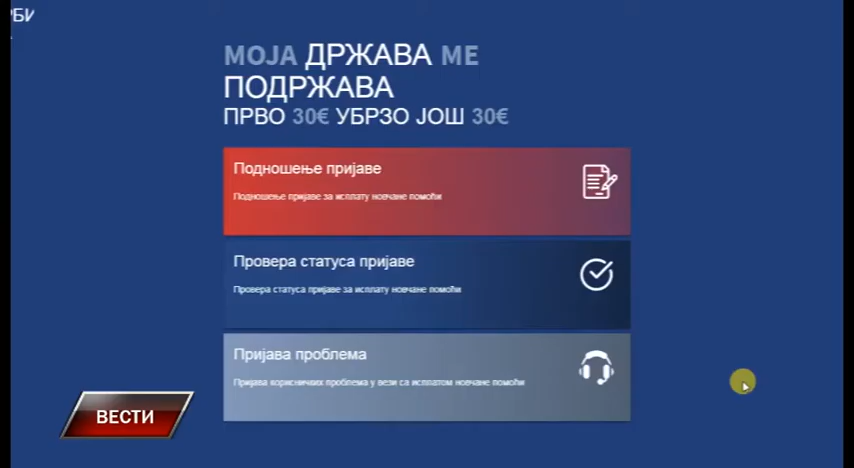 МОЈА ДРЖАВА МЕ
ПОДРЖАВА
ПРВО 30€ УБРЗО ЈОШ 30€
Подношење пријаве
Подношење пријаве за исплату новчане помоћи
Провера статуса пријаве
Провера статуса пријаве за исплату новчане помоћи
Пријава проблема
Пријава корисничких проблема у вези са исплатом новчане помоћи
ВЕСТИ